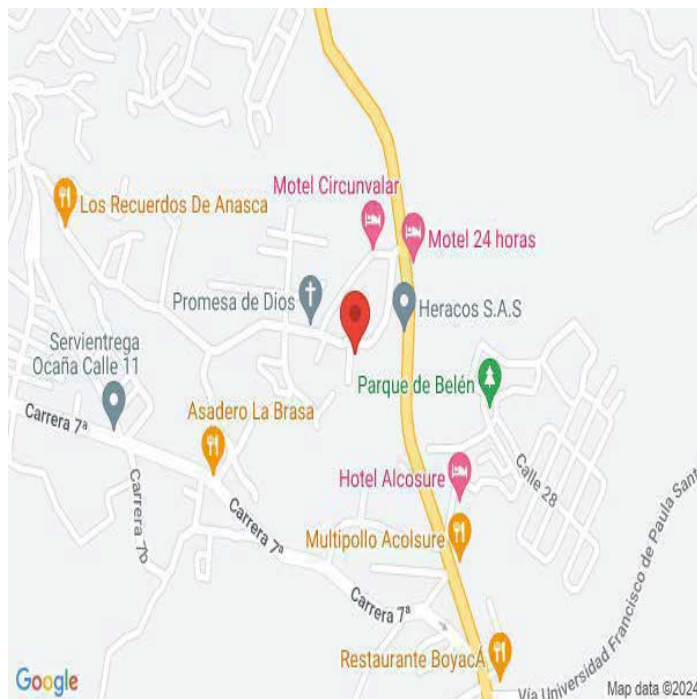 Motel Circunvalar
Los Recuerdos De Anasca
Motel 24 horas
Promesa de Dios
Heracos S.A.S
Servientrega
Ocaña Calle 11
Parque de Belén
Carrera 7ª
Asadero La Brasa
Calle 28
Hotel Alcosure
Carrera 7b
Carrera 7ª
Multipollo Acolsure
Carrera 7ª
Restaurante BoyacÁ
Vía Universidad Francisco de Paula San
Google
Map data ©2024